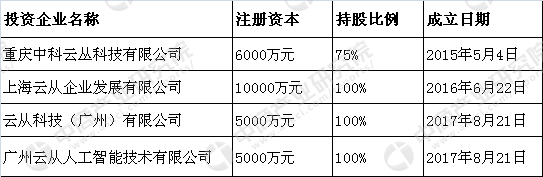 投资企业名称 注册资本 持股比例 成立日期
重庆中科云丛科技有限公司 6000万元 75% 2015年5月4日
上海云从企业发展有限公司 10000万元 100% 2016年6月22日
云从科技（广州）有限公司 5000万元 100% 2017年8月21日
广州云从人工智能技术有限公司 5000万元 100% 2017年8月21日